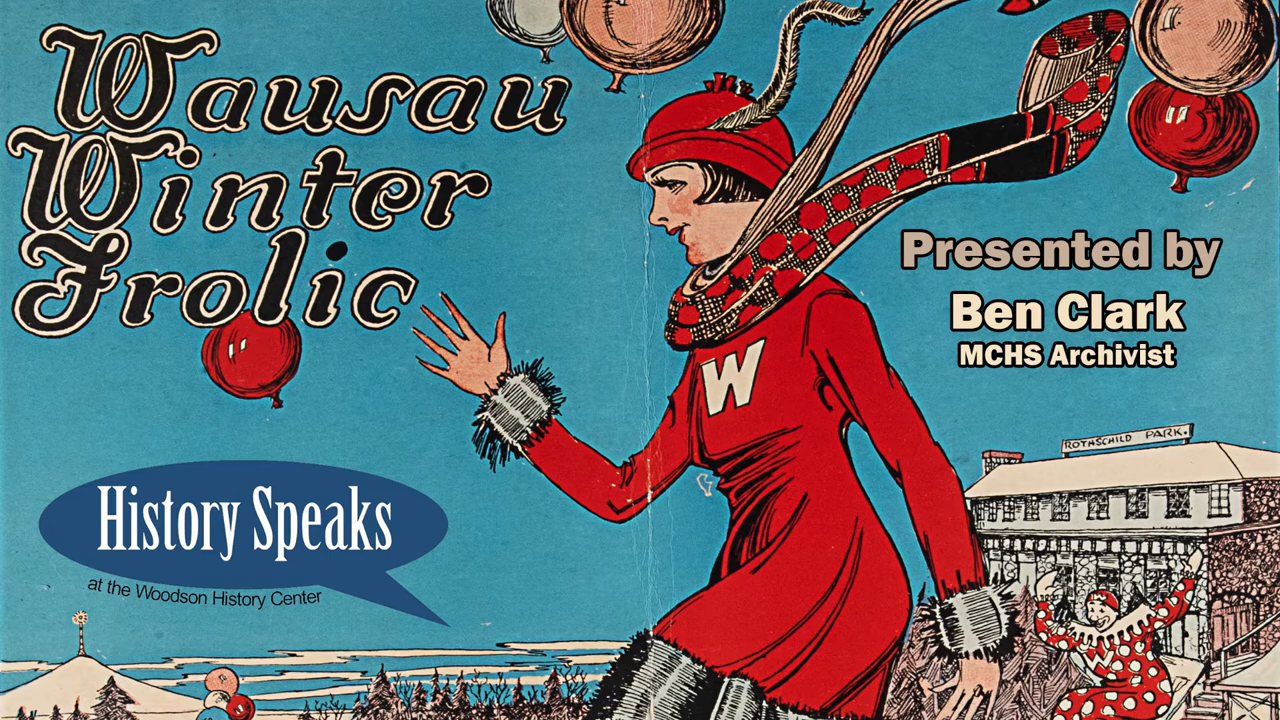 Wausau
Winter
Frolic
Presented by
Ben Clark
MCHS Archivist
W
ROTHSCHILD PARK.
History Speaks
at the Woodson History Center